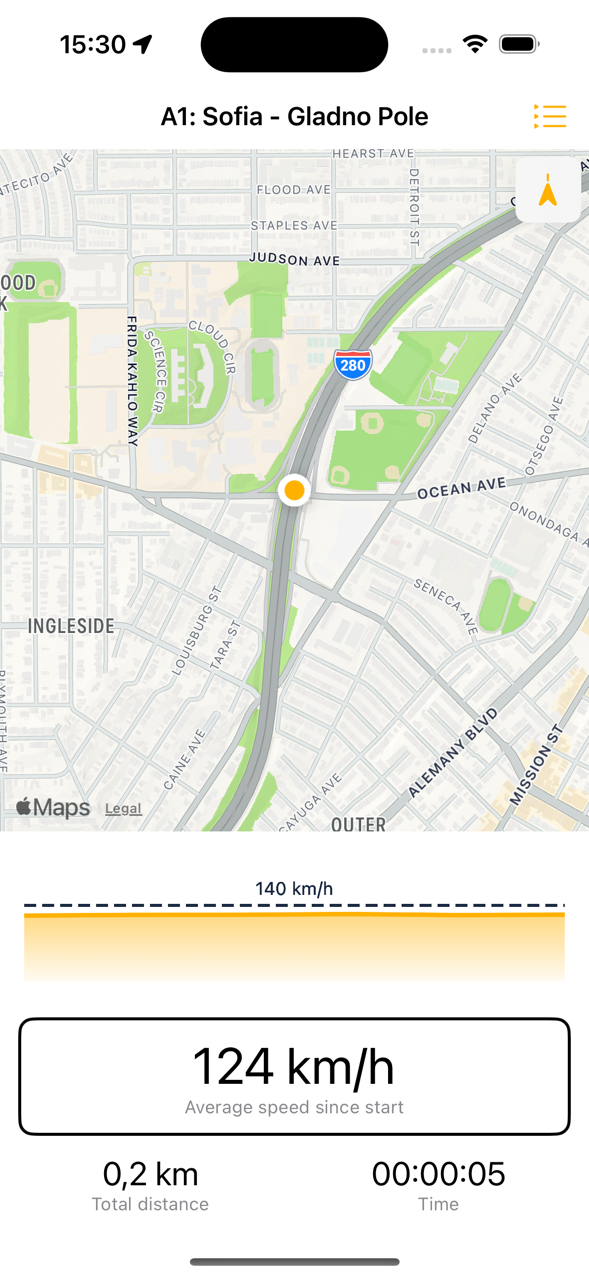 15:30
A1: Sofia - Gladno Pole
HEARST AVE
NTECITO AVE
FLOOD AVE
DETROIT ST
STAPLES AVE
JUDSON AVE
OOD
K
CLOUD CIR
SCIENCE CIR
FRIDA KAHLO WAY
280
DELANO AVE
OTSEGO AVE
OCEAN AVE
ONONDAGA A
SENECA AVE
INGLESIDE
LOUISBURG ST
TARA ST
PLYMOUTH AVE
CAINE AVE
ALEMANY BLVD
MISSION ST
CAYUGA AVE
Maps Legal
OUTER
140 km/h
124 km/h
Average speed since start
0,2 km 00:00:05
Total distance Time